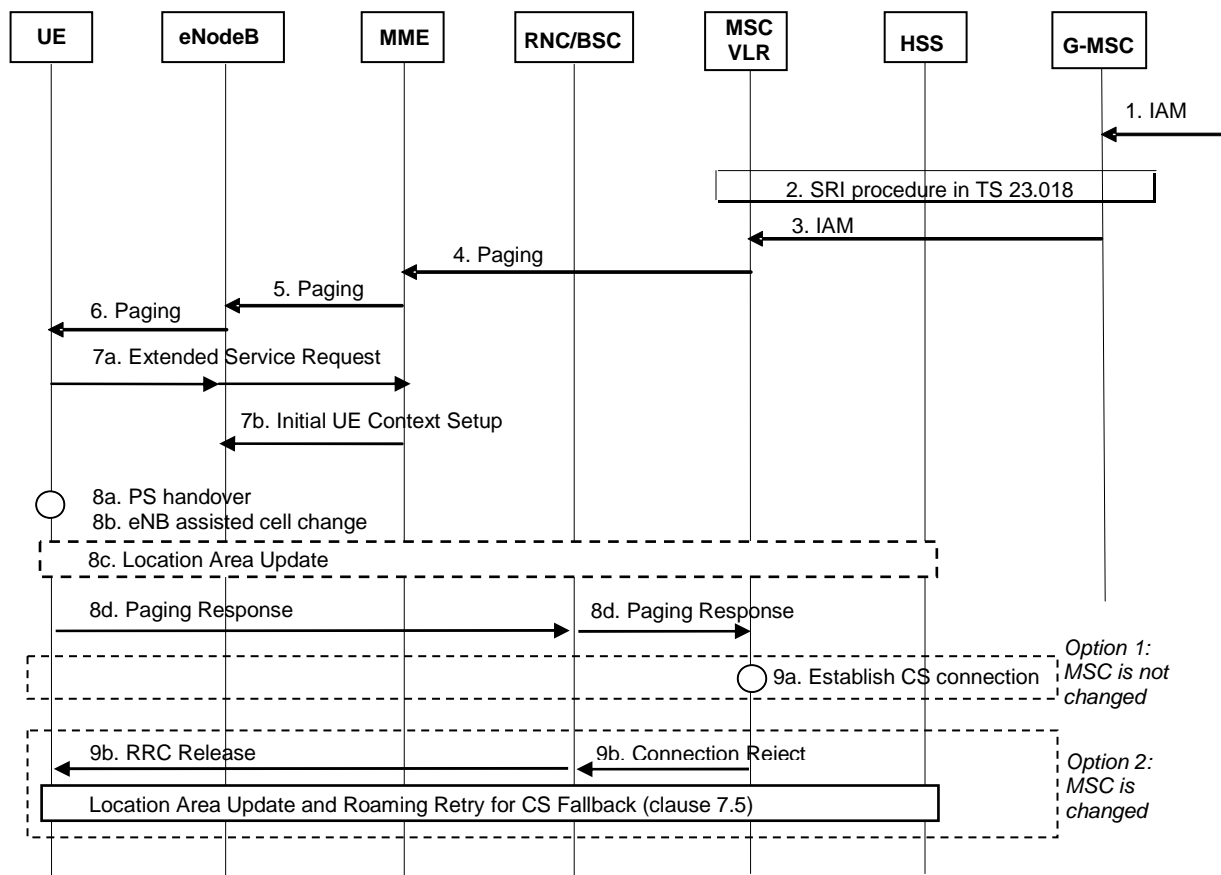 UE
eNodeB
MME
RNC/BSC
MSC
VLR
HSS
G-MSC
1. IAM
2. SRI procedure in TS 23.018
3. IAM
4. Paging
5. Paging
6. Paging
7a. Extended Service Request
7b. Initial UE Context Setup
8a. PS handover
8b. eNB assisted cell change
8c. Location Area Update
8d. Paging Response
8d. Paging Response
Option 1:
MSC is not
changed
9a. Establish CS connection
9b. RRC Release
9b. Connection Reject
Option 2:
MSC is
changed
Location Area Update and Roaming Retry for CS Fallback (clause 7.5)